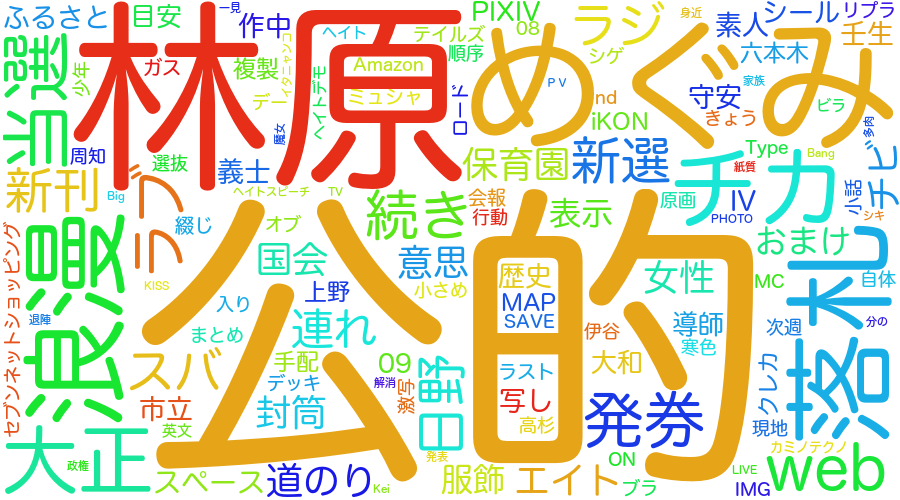 ふるさと
目安
一見
作中
PIXIV
ラジ
身近
シール
リプラ
壬生
素人
六本木
当選
少年
林原
ガス
複製
デー
イタニャンコ
ヘイト
ヘイトデモ
テイルズ
08
順序
Amazon
ミュシャ
ロード
めぐみ
シゲ
PV
nd
iKON
守安
家族
きょう
ビラ
多肉
周知
選抜
義士
魔女
保育園
新選
Type
Bang
紙質
チカ
チビ
新刊
Big
ラブ
綴じ
ヘイトスピーチ
TV
オブ
続き
会報
行動
表示
原画
IV
PHOTO
小話
シキ
セブンネットショッピング
浪漫
国会
意思
公的
歴史
女性
おまけ
落札
KISS
上野
小さめ
MAP
SAVE
MC
自体
退陣
入り
まとめ
連れ
伊谷
導師
寒色
次週
分の
スバ
手配
09
日野
ラスト
大和
クレカ
デッキ
解消
激写
写し
高杉
発券
現地
市立
封筒
大正
英文
発表
カミノテクノ
政権
スペース
道のり
Kei
服飾
エイト
ON
ブラ
LIVE
IMG
web